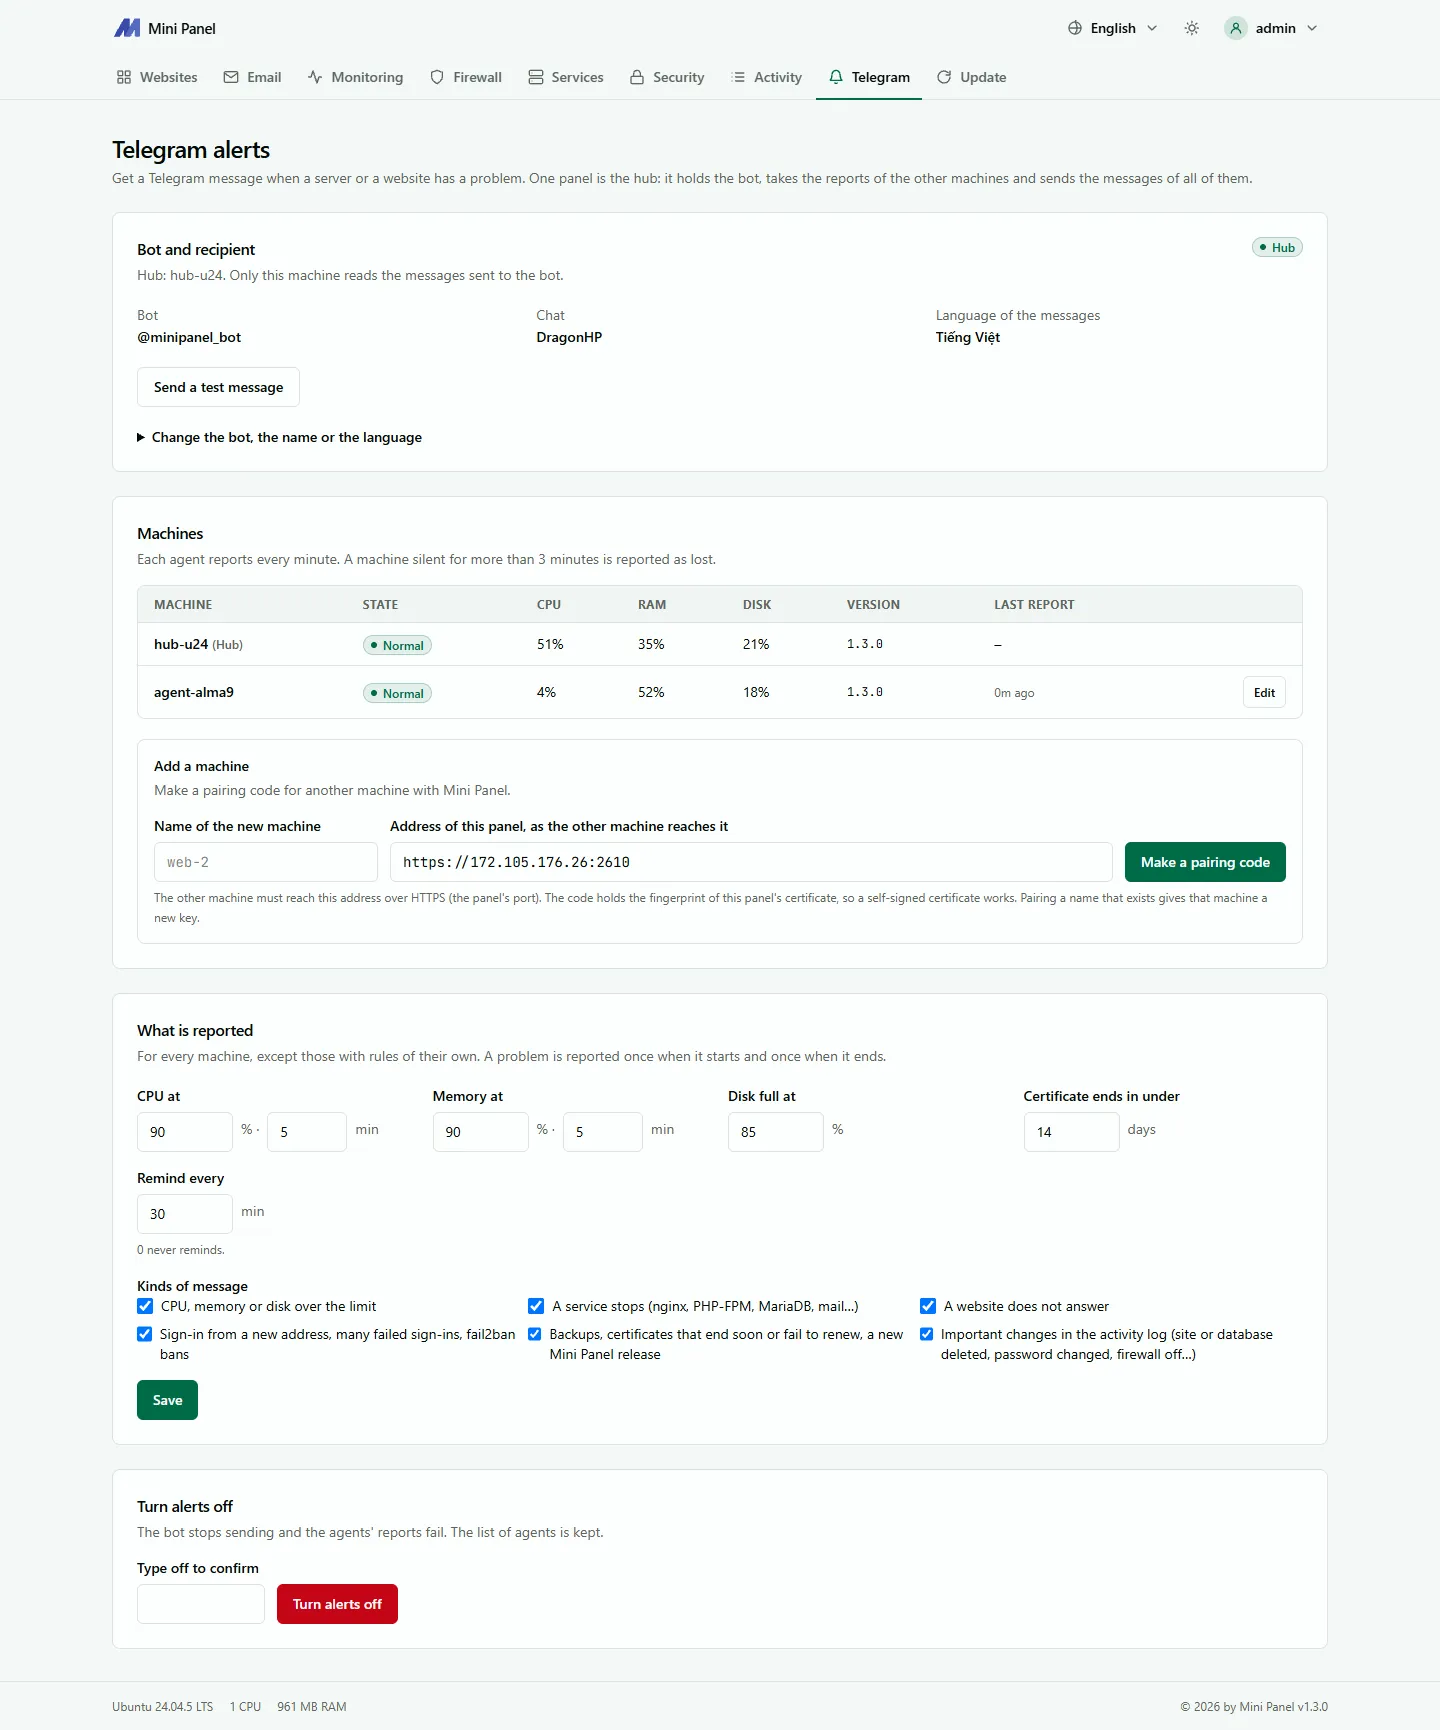 Mini Panel
English
admin
Websites
Email
Monitoring
Firewall
Services
Security
Activity
Telegram
Update
Telegram alerts
Get a Telegram message when a server or a website has a problem. One panel is the hub: it holds the bot, takes the reports of the other machines and sends the messages of all of them.
Bot and recipient
Hub
Hub: hub-u24. Only this machine reads the messages sent to the bot.
Bot
Chat
Language of the messages
@minipanel_bot
DragonHP
Tiếng Việt
Send a test message
Change the bot, the name or the language
Machines
Each agent reports every minute. A machine silent for more than 3 minutes is reported as lost.
MACHINE STATE CPU RAM DISK VERSION LAST REPORT
hub-u24 (Hub) Normal 51% 35% 21% 1.3.0 –
agent-alma9 Normal 4% 52% 18% 1.3.0 0m ago Edit
Add a machine
Make a pairing code for another machine with Mini Panel.
Name of the new machine
Address of this panel, as the other machine reaches it
web-2
https://172.105.176.26:2610
Make a pairing code
The other machine must reach this address over HTTPS (the panel's port). The code holds the fingerprint of this panel's certificate, so a self-signed certificate works. Pairing a name that exists gives that machine a
new key.
What is reported
For every machine, except those with rules of their own. A problem is reported once when it starts and once when it ends.
CPU at
Memory at
Disk full at
Certificate ends in under
90 % · 5 min
90 % · 5 min
85 %
14 days
Remind every
30 min
0 never reminds.
Kinds of message
CPU, memory or disk over the limit
A service stops (nginx, PHP-FPM, MariaDB, mail...)
A website does not answer
Sign-in from a new address, many failed sign-ins, fail2ban
bans
Backups, certificates that end soon or fail to renew, a new
Mini Panel release
Important changes in the activity log (site or database
deleted, password changed, firewall off...)
Save
Turn alerts off
The bot stops sending and the agents' reports fail. The list of agents is kept.
Type off to confirm
Turn alerts off
Ubuntu 24.04.5 LTS 1 CPU 961 MB RAM
© 2026 by Mini Panel v1.3.0